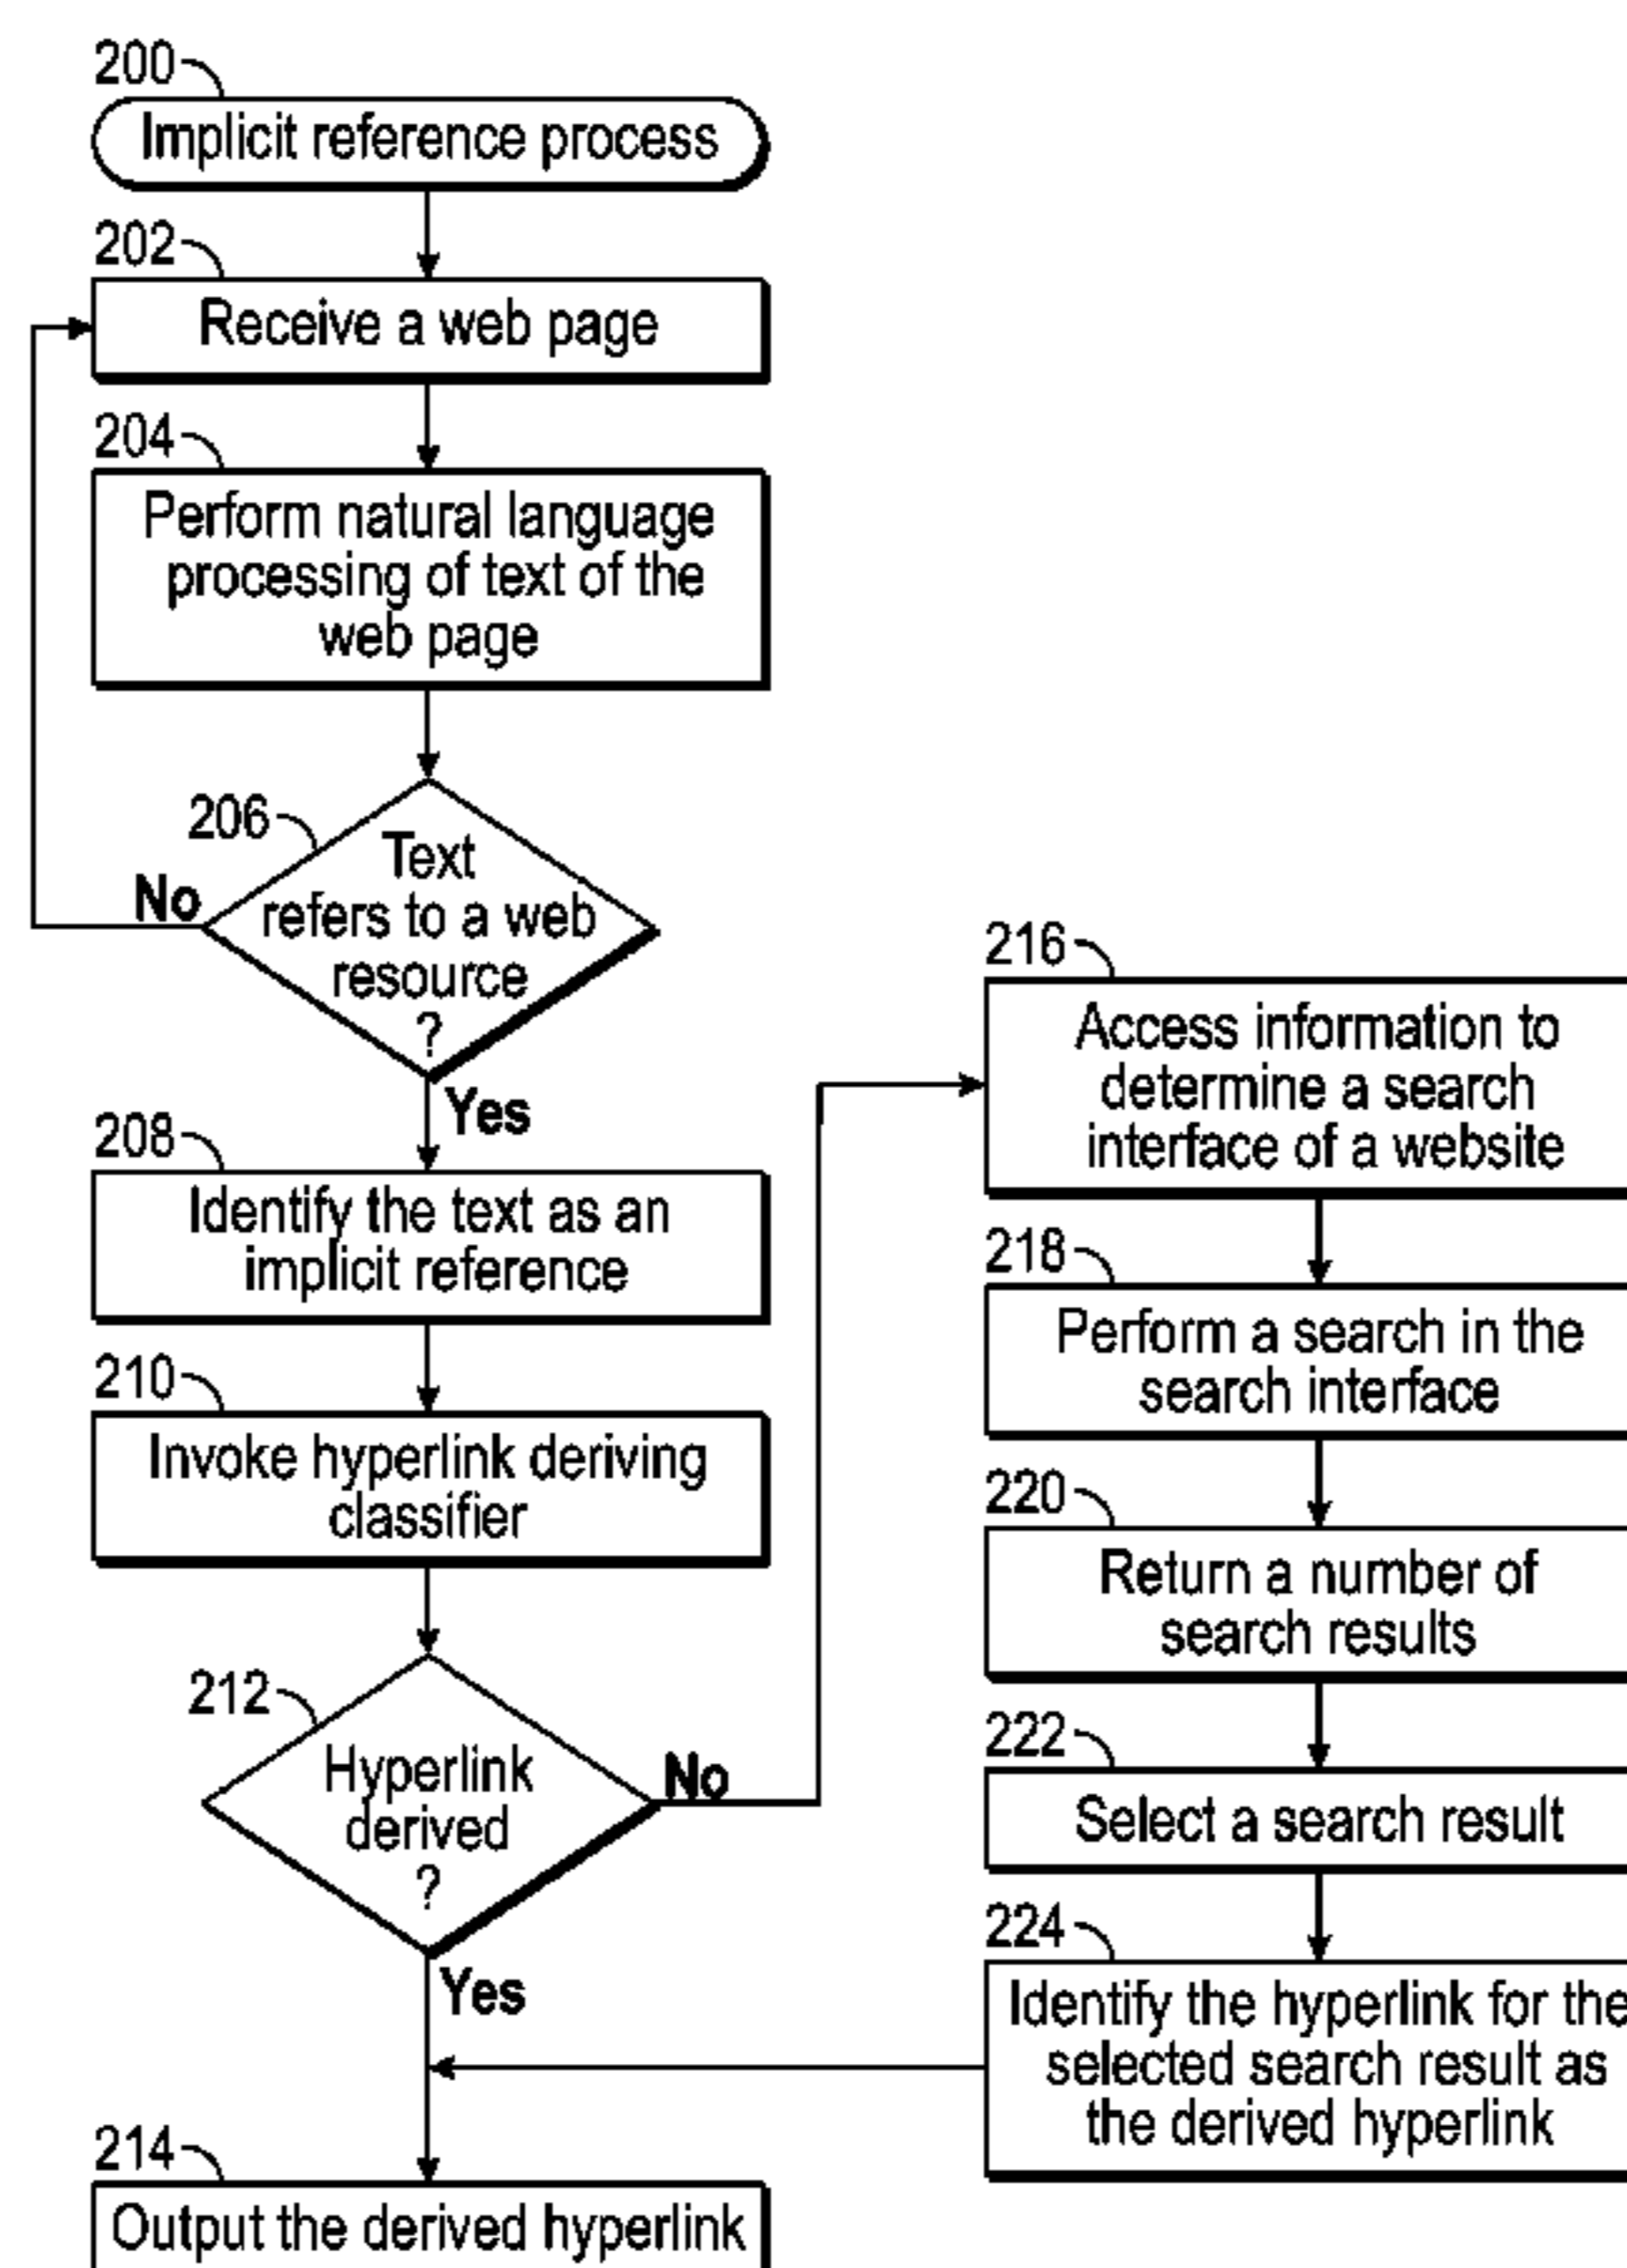 200
Implicit reference process
202
Receive a web page
204
Perform natural language
processing of text of the
web page
206
Text
refers to a web
resource
?
No
Yes
208
Identify the text as an
implicit reference
210
Invoke hyperlink deriving
classifier
212
Hyperlink
derived
?
No
Yes
214
Output the derived hyperlink
216
Access information to
determine a search
interface of a website
218
Perform a search in the
search interface
220
Return a number of
search results
222
Select a search result
224
Identify the hyperlink for the
selected search result as
the derived hyperlink